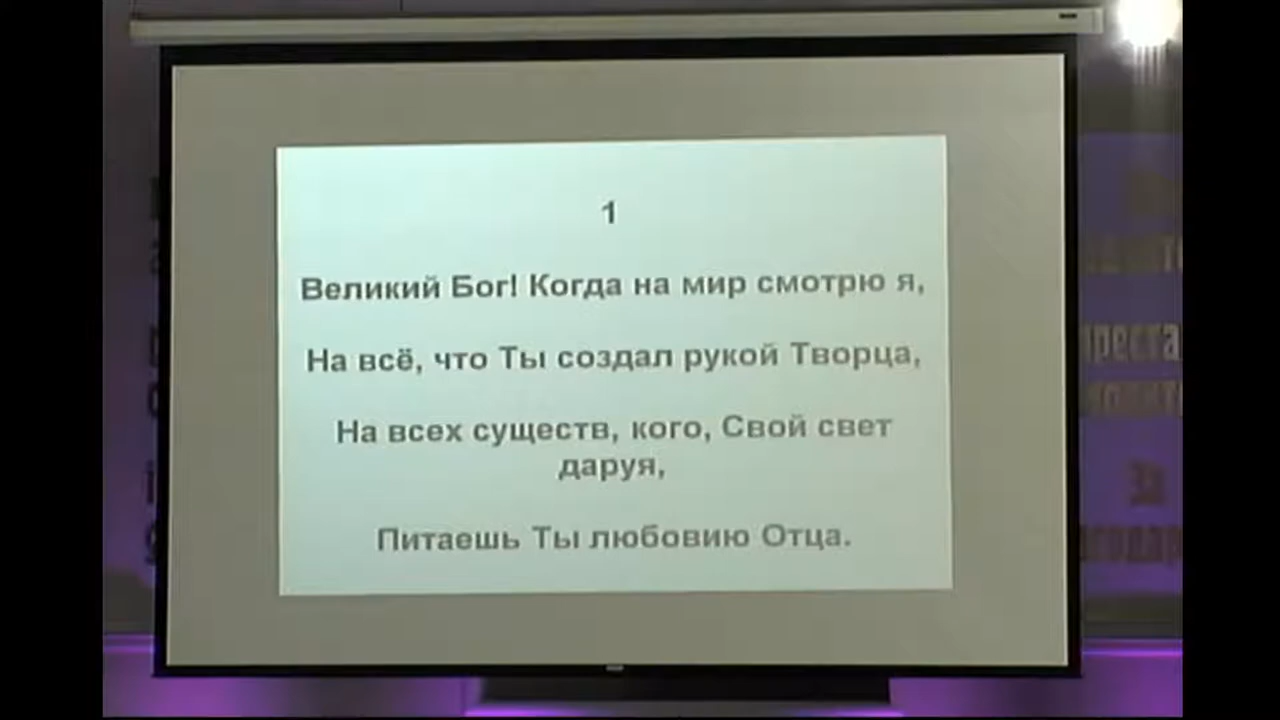 1
Великий Бог! Когда на мир смотрю я,
На всё, что Ты создал рукой Творца,
На всех существ, кого, Свой свет
даруя,
Питаешь Ты любовию Отца.
За